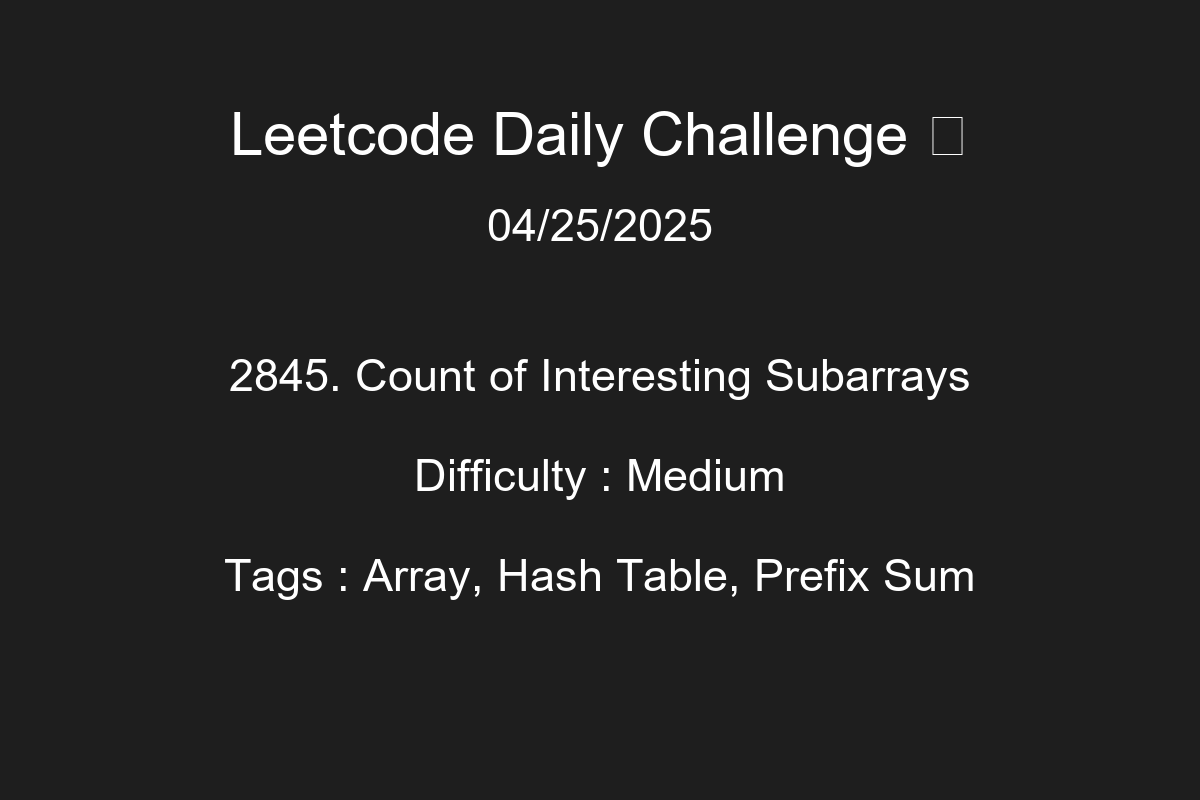 Leetcode Daily Challenge
04/25/2025
2845. Count of Interesting Subarrays
Difficulty : Medium
Tags : Array, Hash Table, Prefix Sum